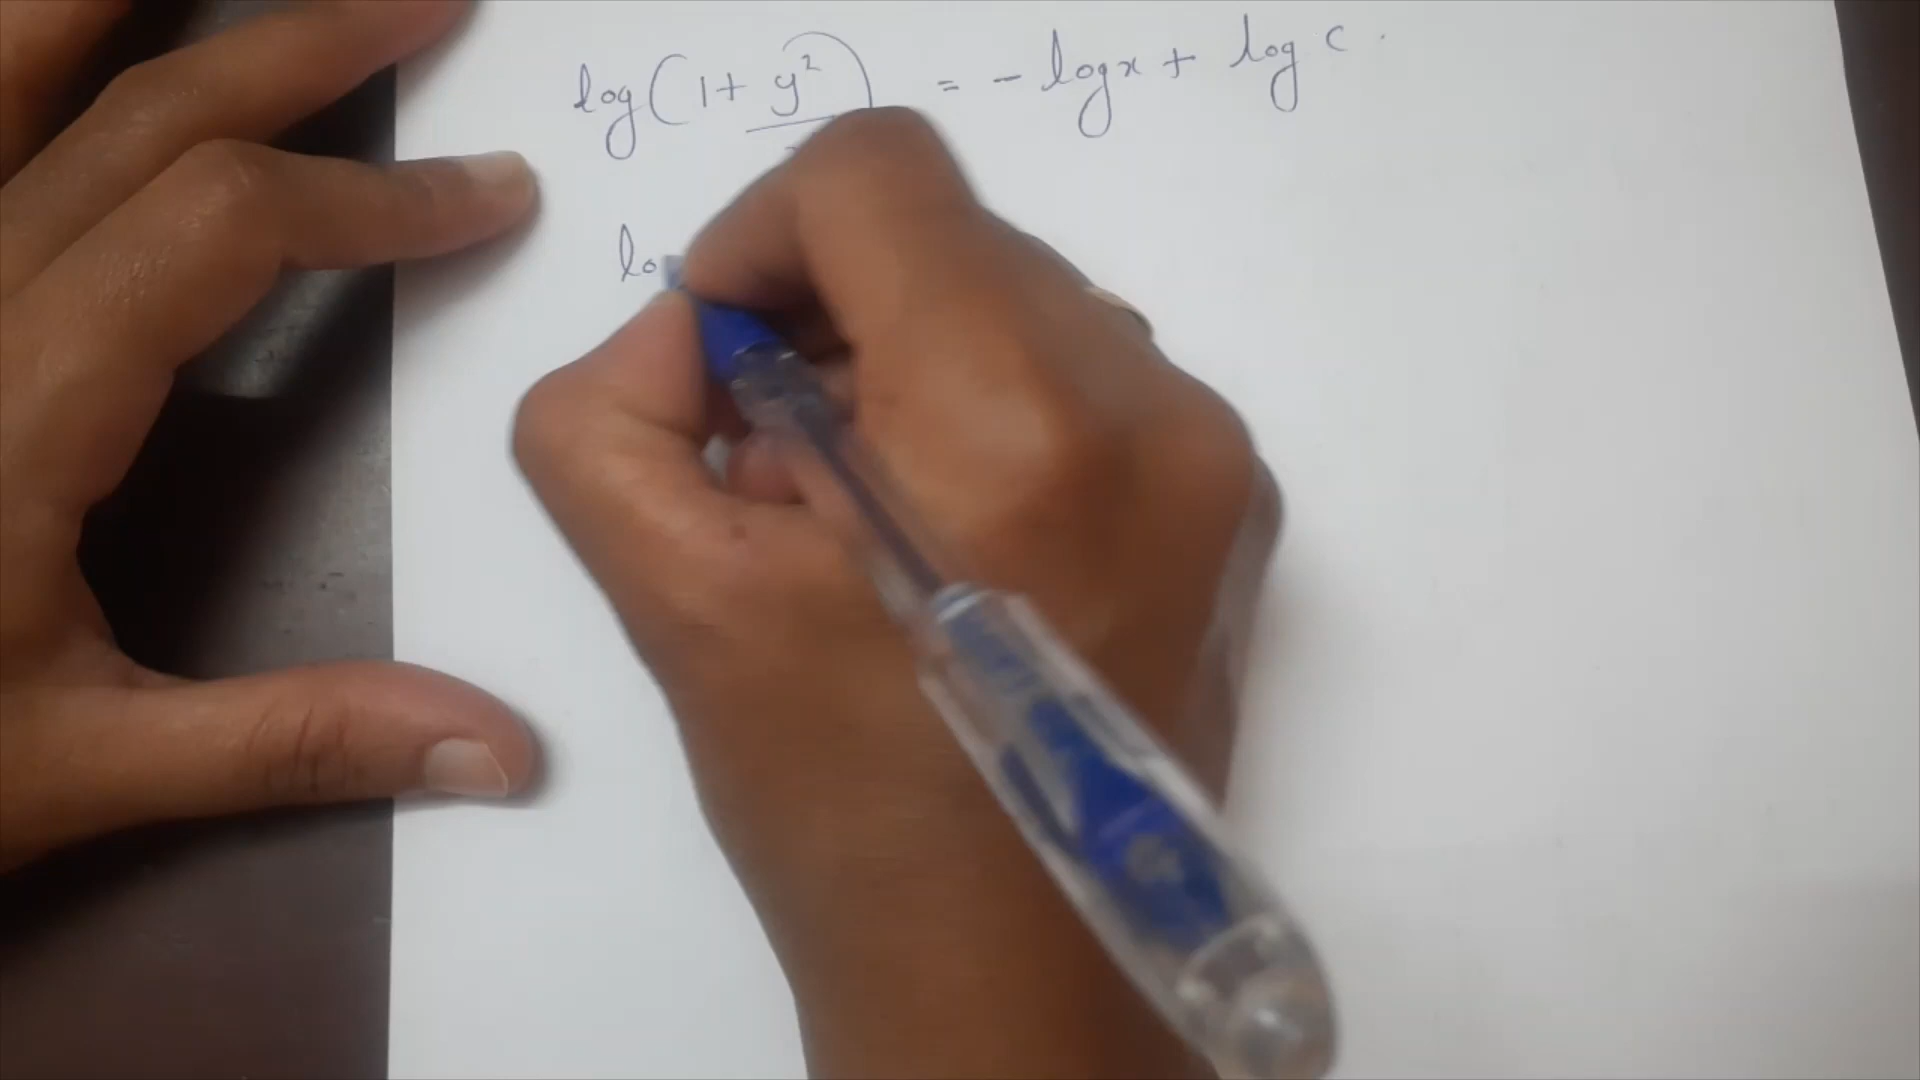 log(1+ y²/) = - log x + log c.
lo